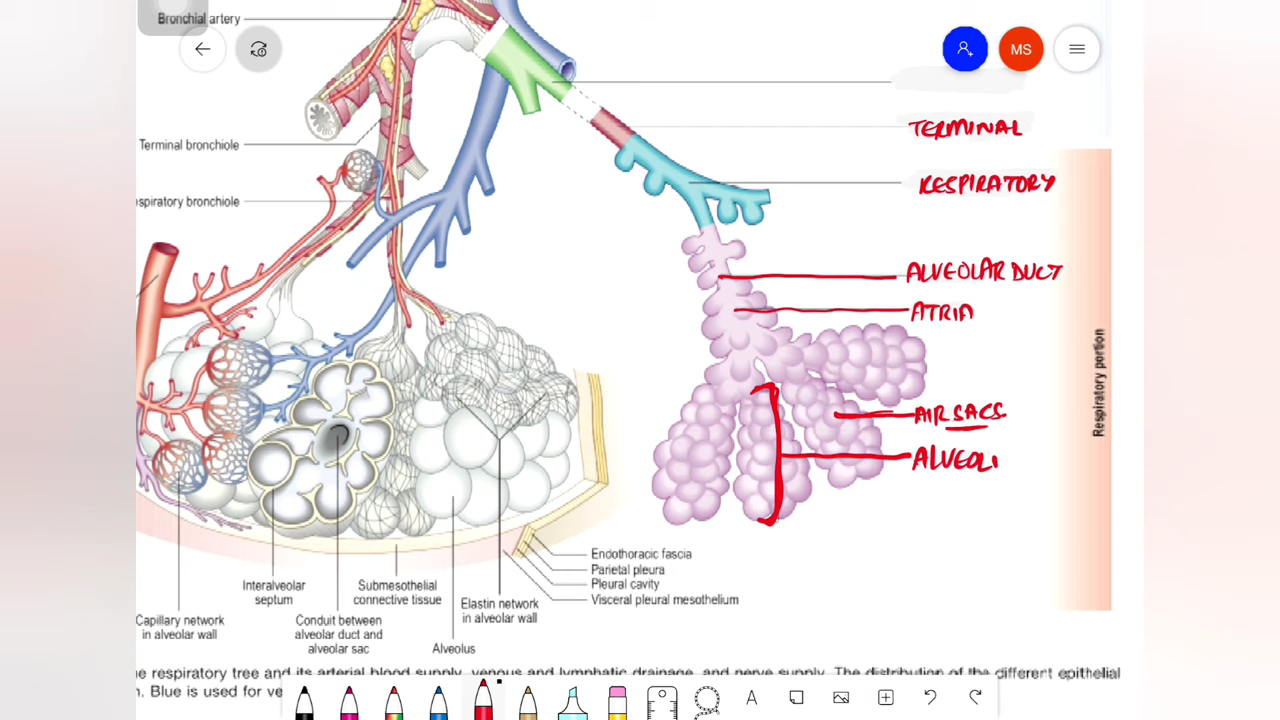 Bronchial artery
MS
TERMINAL
Terminal bronchiole
RESPIRATORY
spiratory bronchiole
ALVEOLAR DUCT
ATRIA
Respiratory portion
AIR SACS
ALVEOLI
Endothoracic fascia
Parietal pleura
Pleural cavity
Visceral pleural mesothelium
Interalveolar
septum
Submesothelial
connective tissue
Elastin network
in alveolar wall
Capillary network
in alveolar wall
Conduit between
alveolar duct and
alveolar sac
Alveolus
he respiratory tree and its arterial blood supply, venous and lymphatic drainage, and nerve supply. The distribution of the different epithelial
n. Blue is used for ve
A